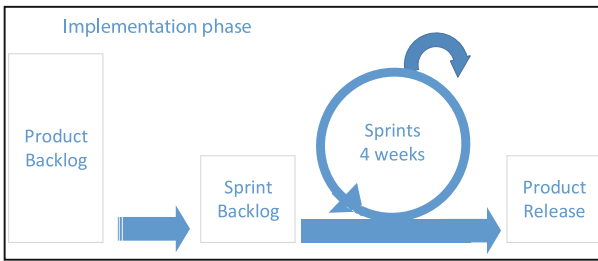 Implementation phase
Product
Backlog
Sprint
Backlog
Sprints
4 weeks
Product
Release